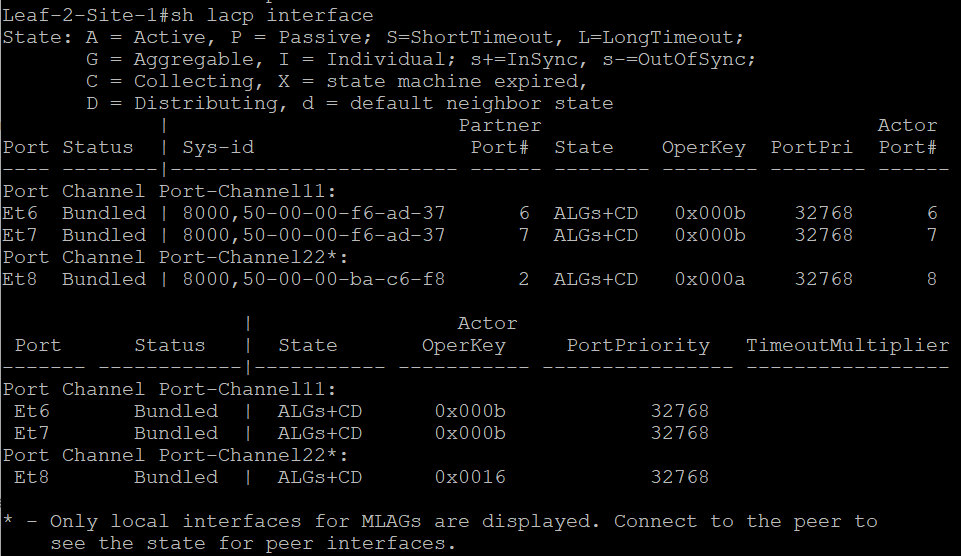 Leaf-2-Site-1#sh lacp interface
State: A = Active, P = Passive; S=ShortTimeout, L=LongTimeout;
       G = Aggregable, I = Individual; s+=InSync, s-=OutOfSync;
       C = Collecting, X = state machine expired,
       D = Distributing, d = default neighbor state
             |                        Partner                            Actor
Port Status  | Sys-id                  Port#  State    OperKey  PortPri  Port#
---- --------|----------------------- ------ -------- -------- -------- ------
Port Channel Port-Channel11:
Et6  Bundled | 8000,50-00-00-f6-ad-37      6  ALGs+CD   0x000b    32768      6
Et7  Bundled | 8000,50-00-00-f6-ad-37      7  ALGs+CD   0x000b    32768      7
Port Channel Port-Channel22*:
Et8  Bundled | 8000,50-00-00-ba-c6-f8      2  ALGs+CD   0x000a    32768      8
                    |                 Actor
 Port      Status   |  State       OperKey     PortPriority   TimeoutMultiplier
------- ------------|----------- ----------- ---------------- -----------------
Port Channel Port-Channel11:
 Et6       Bundled  |  ALGs+CD      0x000b            32768
 Et7       Bundled  |  ALGs+CD      0x000b            32768
Port Channel Port-Channel22*:
 Et8       Bundled  |  ALGs+CD      0x0016            32768
* - Only local interfaces for MLAGs are displayed. Connect to the peer to
    see the state for peer interfaces.